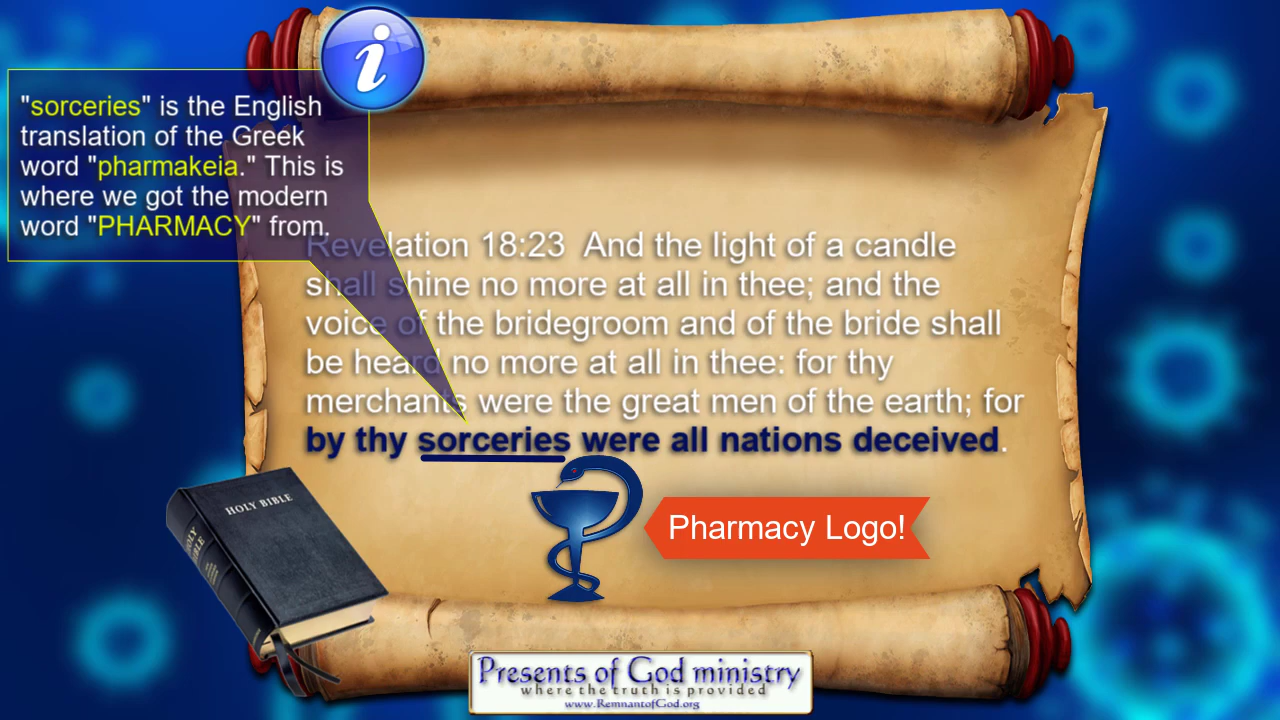 "sorceries" is the English
translation of the Greek
word "pharmakeia." This is
where we got the modern
word "PHARMACY" from.
Revelation 18:23  And the light of a candle
shall shine no more at all in thee; and the
voice of the bridegroom and of the bride shall
be heard no more at all in thee: for thy
merchants were the great men of the earth; for
by thy sorceries were all nations deceived.
HOLY BIBLE
HOLY
BIBLE
Pharmacy Logo!
Presents of God ministry
where the truth is provided
www.RemnantofGod.org